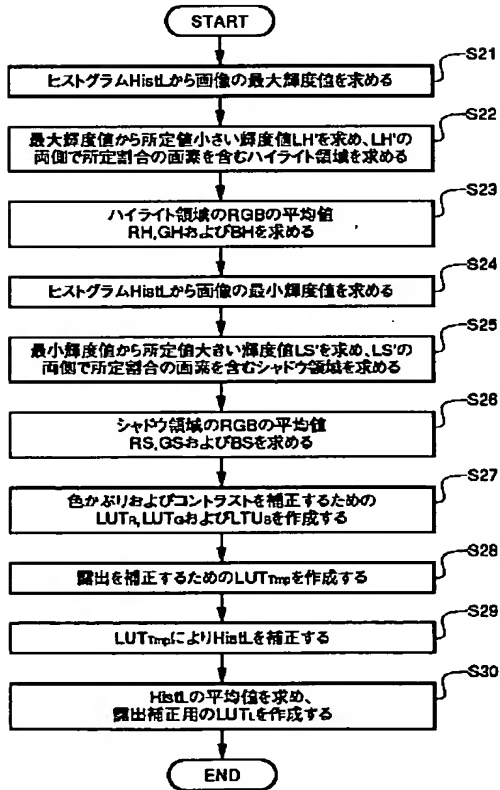 START
S21
ヒストグラムHistLから画像の最大輝度値を求める
S22
最大輝度値から所定値小さい輝度値LH'を求め、LH'の
両側で所定割合の画素を含むハイライト領域を求める
S23
ハイライト領域のRGBの平均値
RH,GHおよびBHを求める
S24
ヒストグラムHistLから画像の最小輝度値を求める
S25
最小輝度値から所定値大きい輝度値LS'を求め、LS'の
両側で所定割合の画素を含むシャドウ領域を求める
S26
シャドウ領域のRGBの平均値
RS,GSおよびBSを求める
S27
色かぶりおよびコントラストを補正するための
LUTR,LUTGおよびLTUBを作成する
S28
露出を補正するためのLUTTmpを作成する
S29
LUTTmpによりHistLを補正する
S30
HistLの平均値を求め、
露出補正用のLUTLを作成する
END